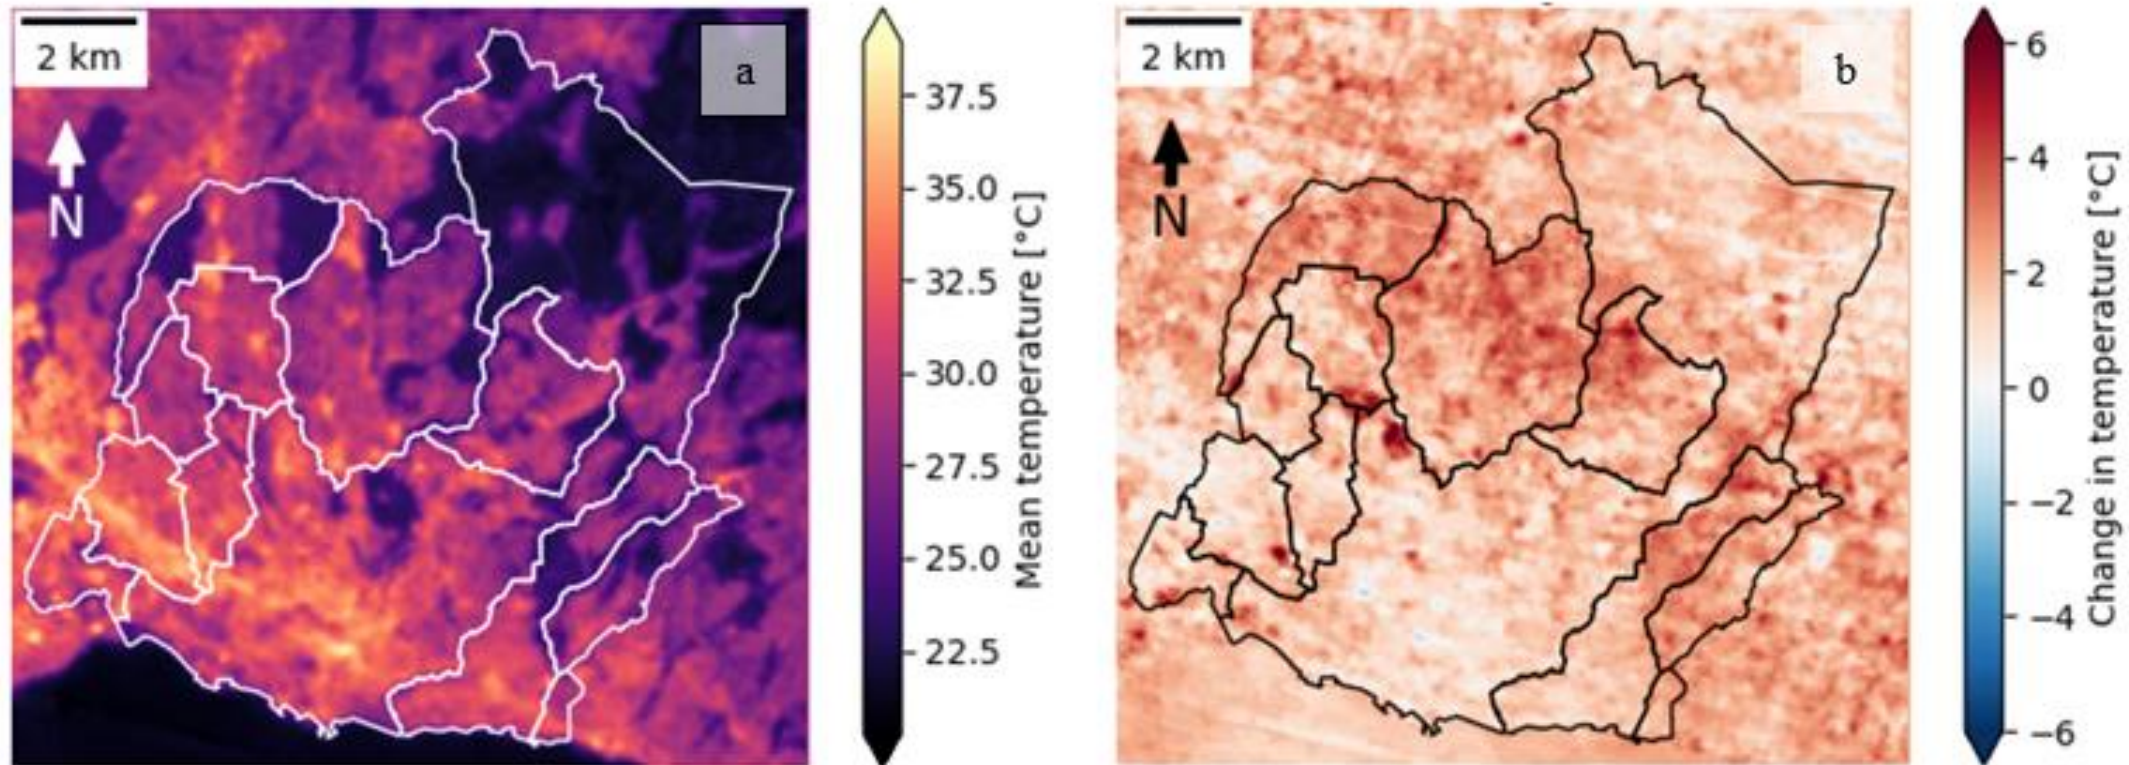 2 km
a
N
37.5
35.0
32.5
30.0
27.5
25.0
22.5
Mean temperature [°C]
2 km
b
N
6
4
2
0
−2
−4
−6
Change in temperature [°C]